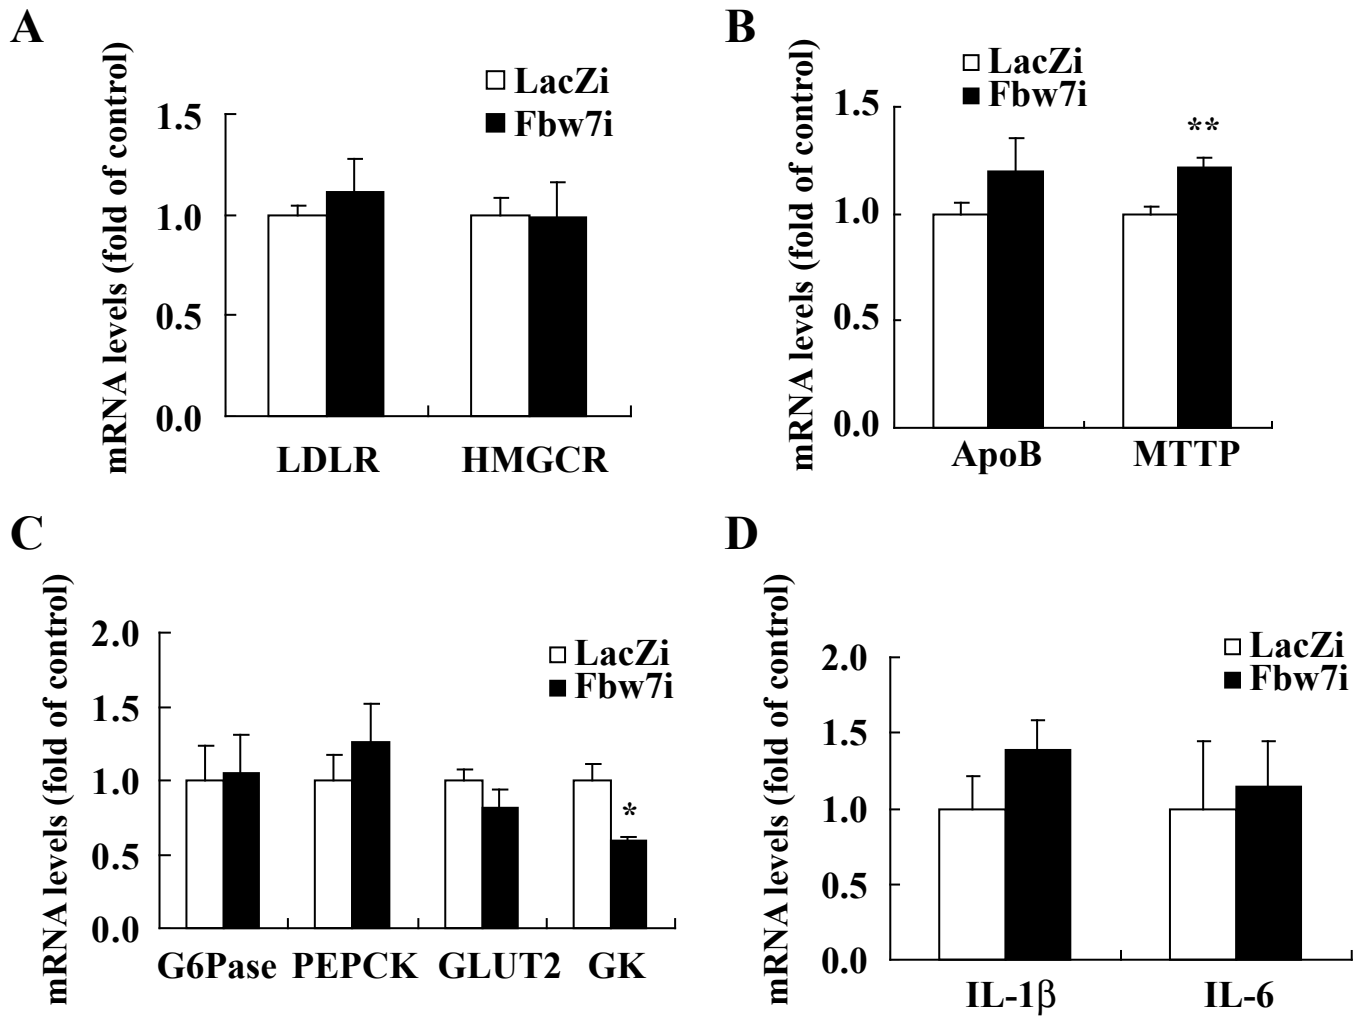 A
mRNA levels (fold of control)
LacZi
Fbw7i
1.5
1.0
0.5
0.0
LDLR HMGCR
B
mRNA levels (fold of control)
LacZi
Fbw7i
1.5
**
1.0
0.5
0.0
ApoB MTTP
C
mRNA levels (fold of control)
LacZi
Fbw7i
2.0
1.5
1.0
*
0.5
0.0
G6Pase PEPCK GLUT2 GK
D
mRNA levels (fold of control)
LacZi
Fbw7i
2.0
1.5
1.0
0.5
0.0
IL-1β IL-6